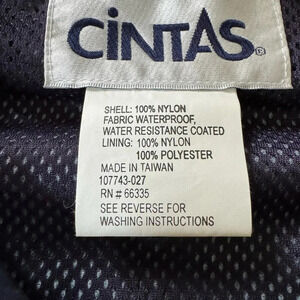 CiNTAS®
SHELL: 100% NYLON
FABRIC WATERPROOF,
WATER RESISTANCE COATED
LINING: 100% NYLON
100% POLYESTER
MADE IN TAIWAN
107743-027
RN # 66335
SEE REVERSE FOR
WASHING INSTRUCTIONS